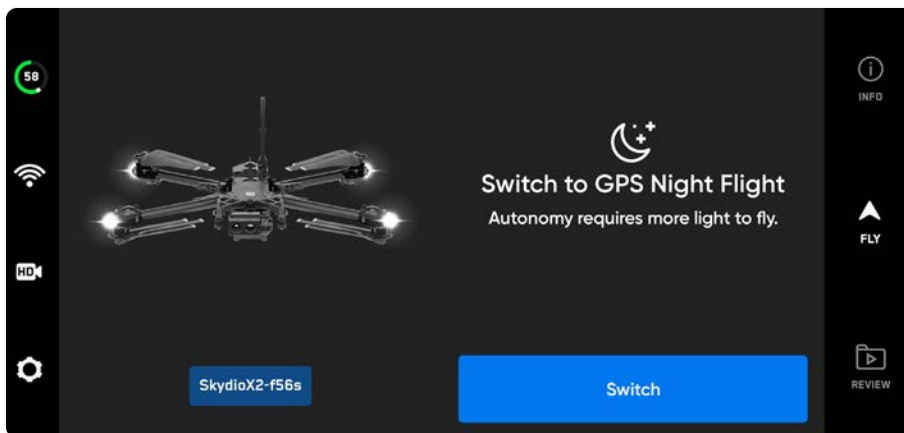 58
INFO
Switch to GPS Night Flight
Autonomy requires more light to fly.
FLY
HD
SkydioX2-f56s
Switch
REVIEW